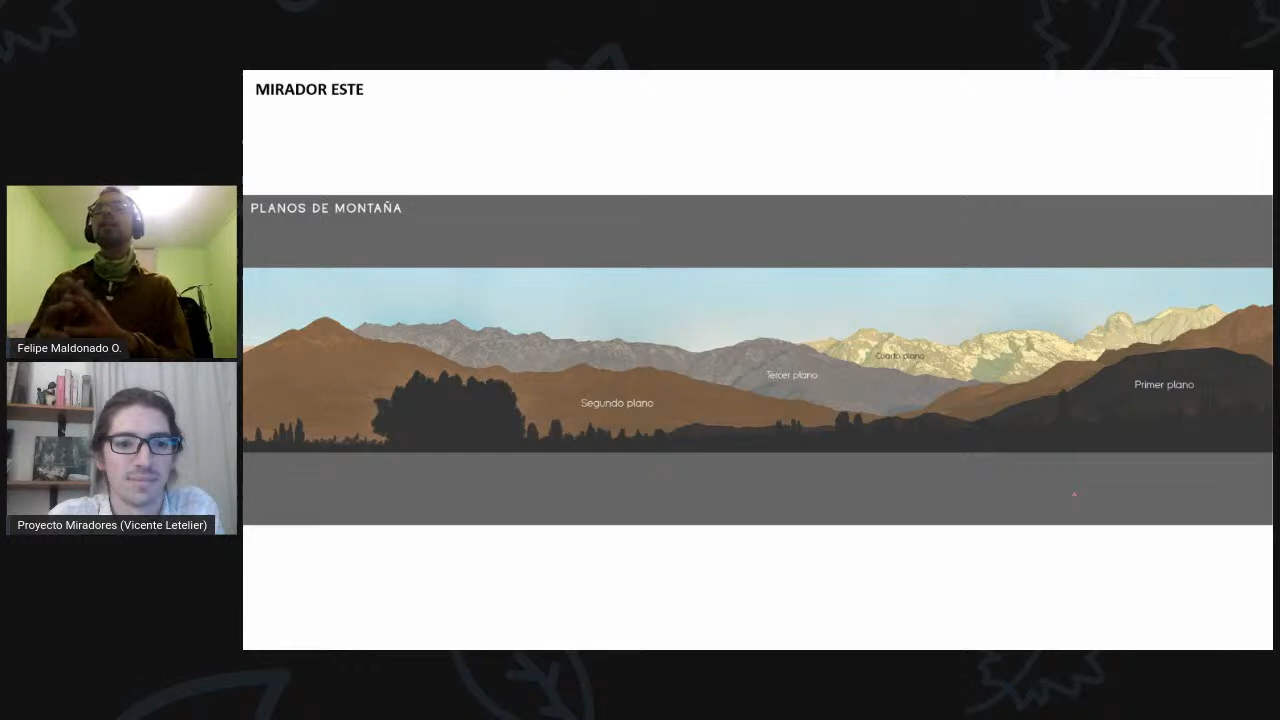 MIRADOR ESTE
PLANOS DE MONTAÑA
Cuarto plano
Tercer plano
Primer plano
Segundo plano
Felipe Maldonado O.
Proyecto Miradores (Vicente Letelier)